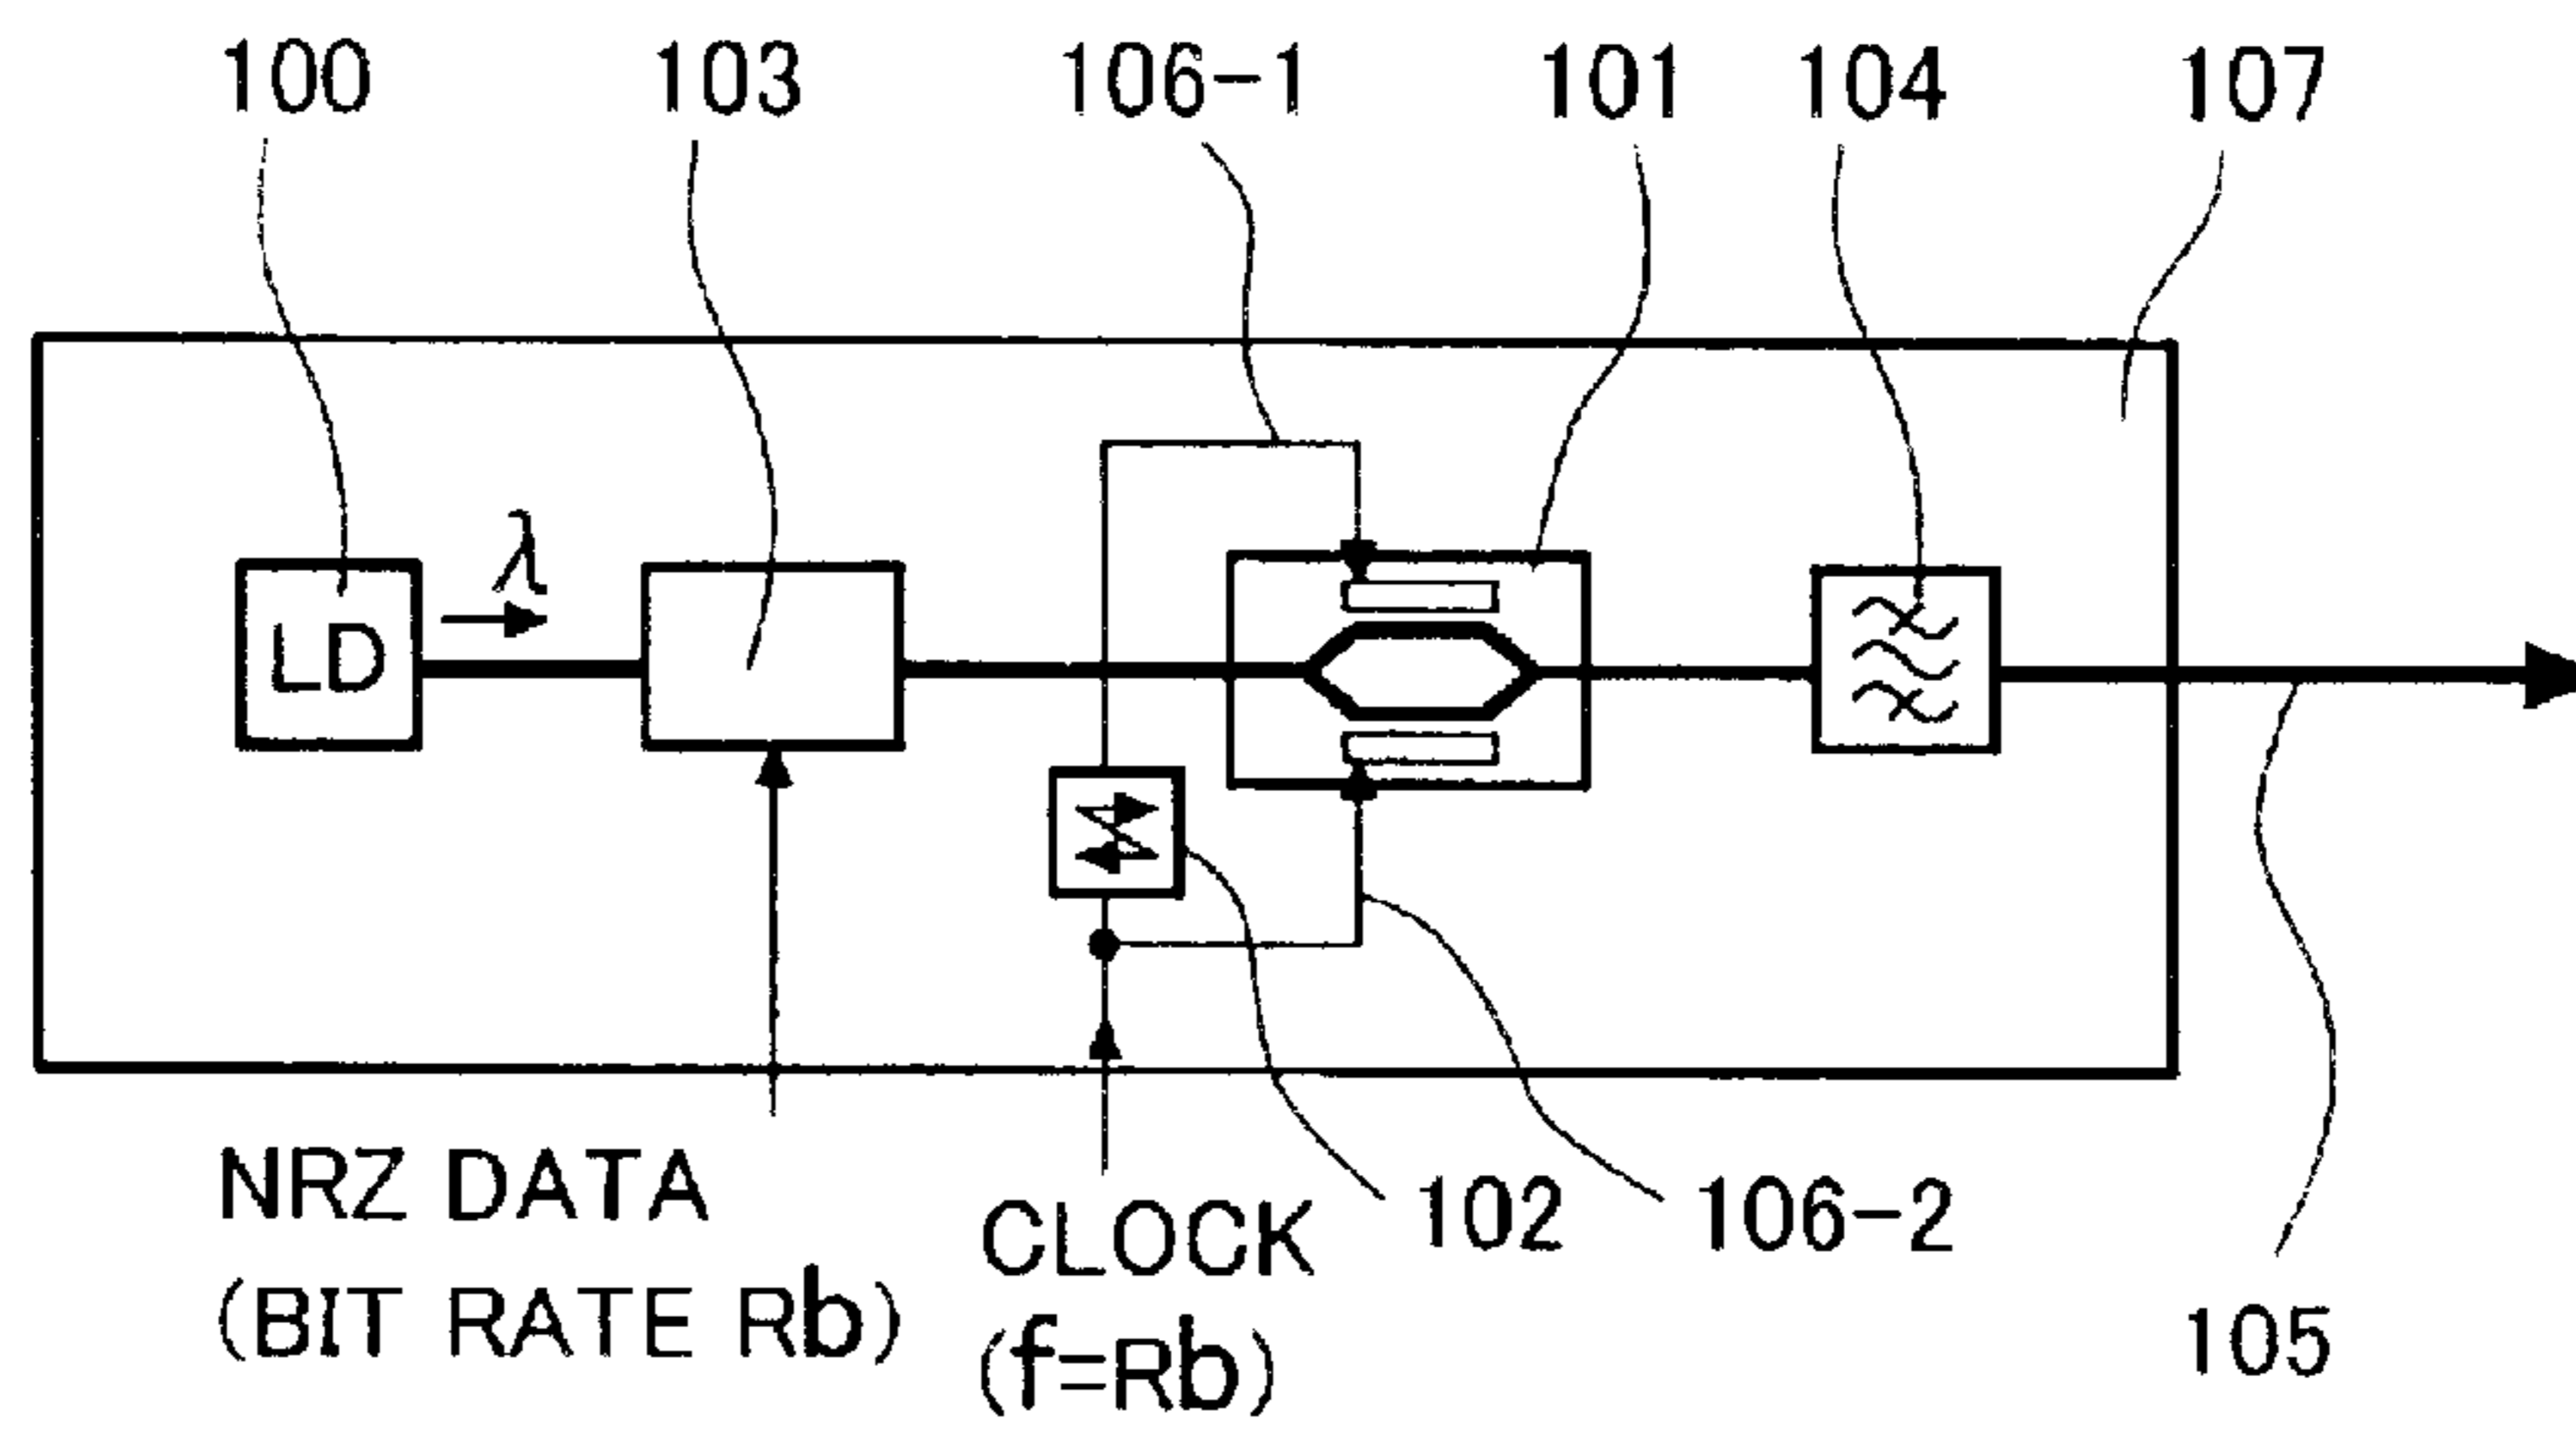 100
103
106-1
101
104
107
λ
LD
NRZ DATA
(BIT RATE Rb)
CLOCK
(f=Rb)
102
106-2
105